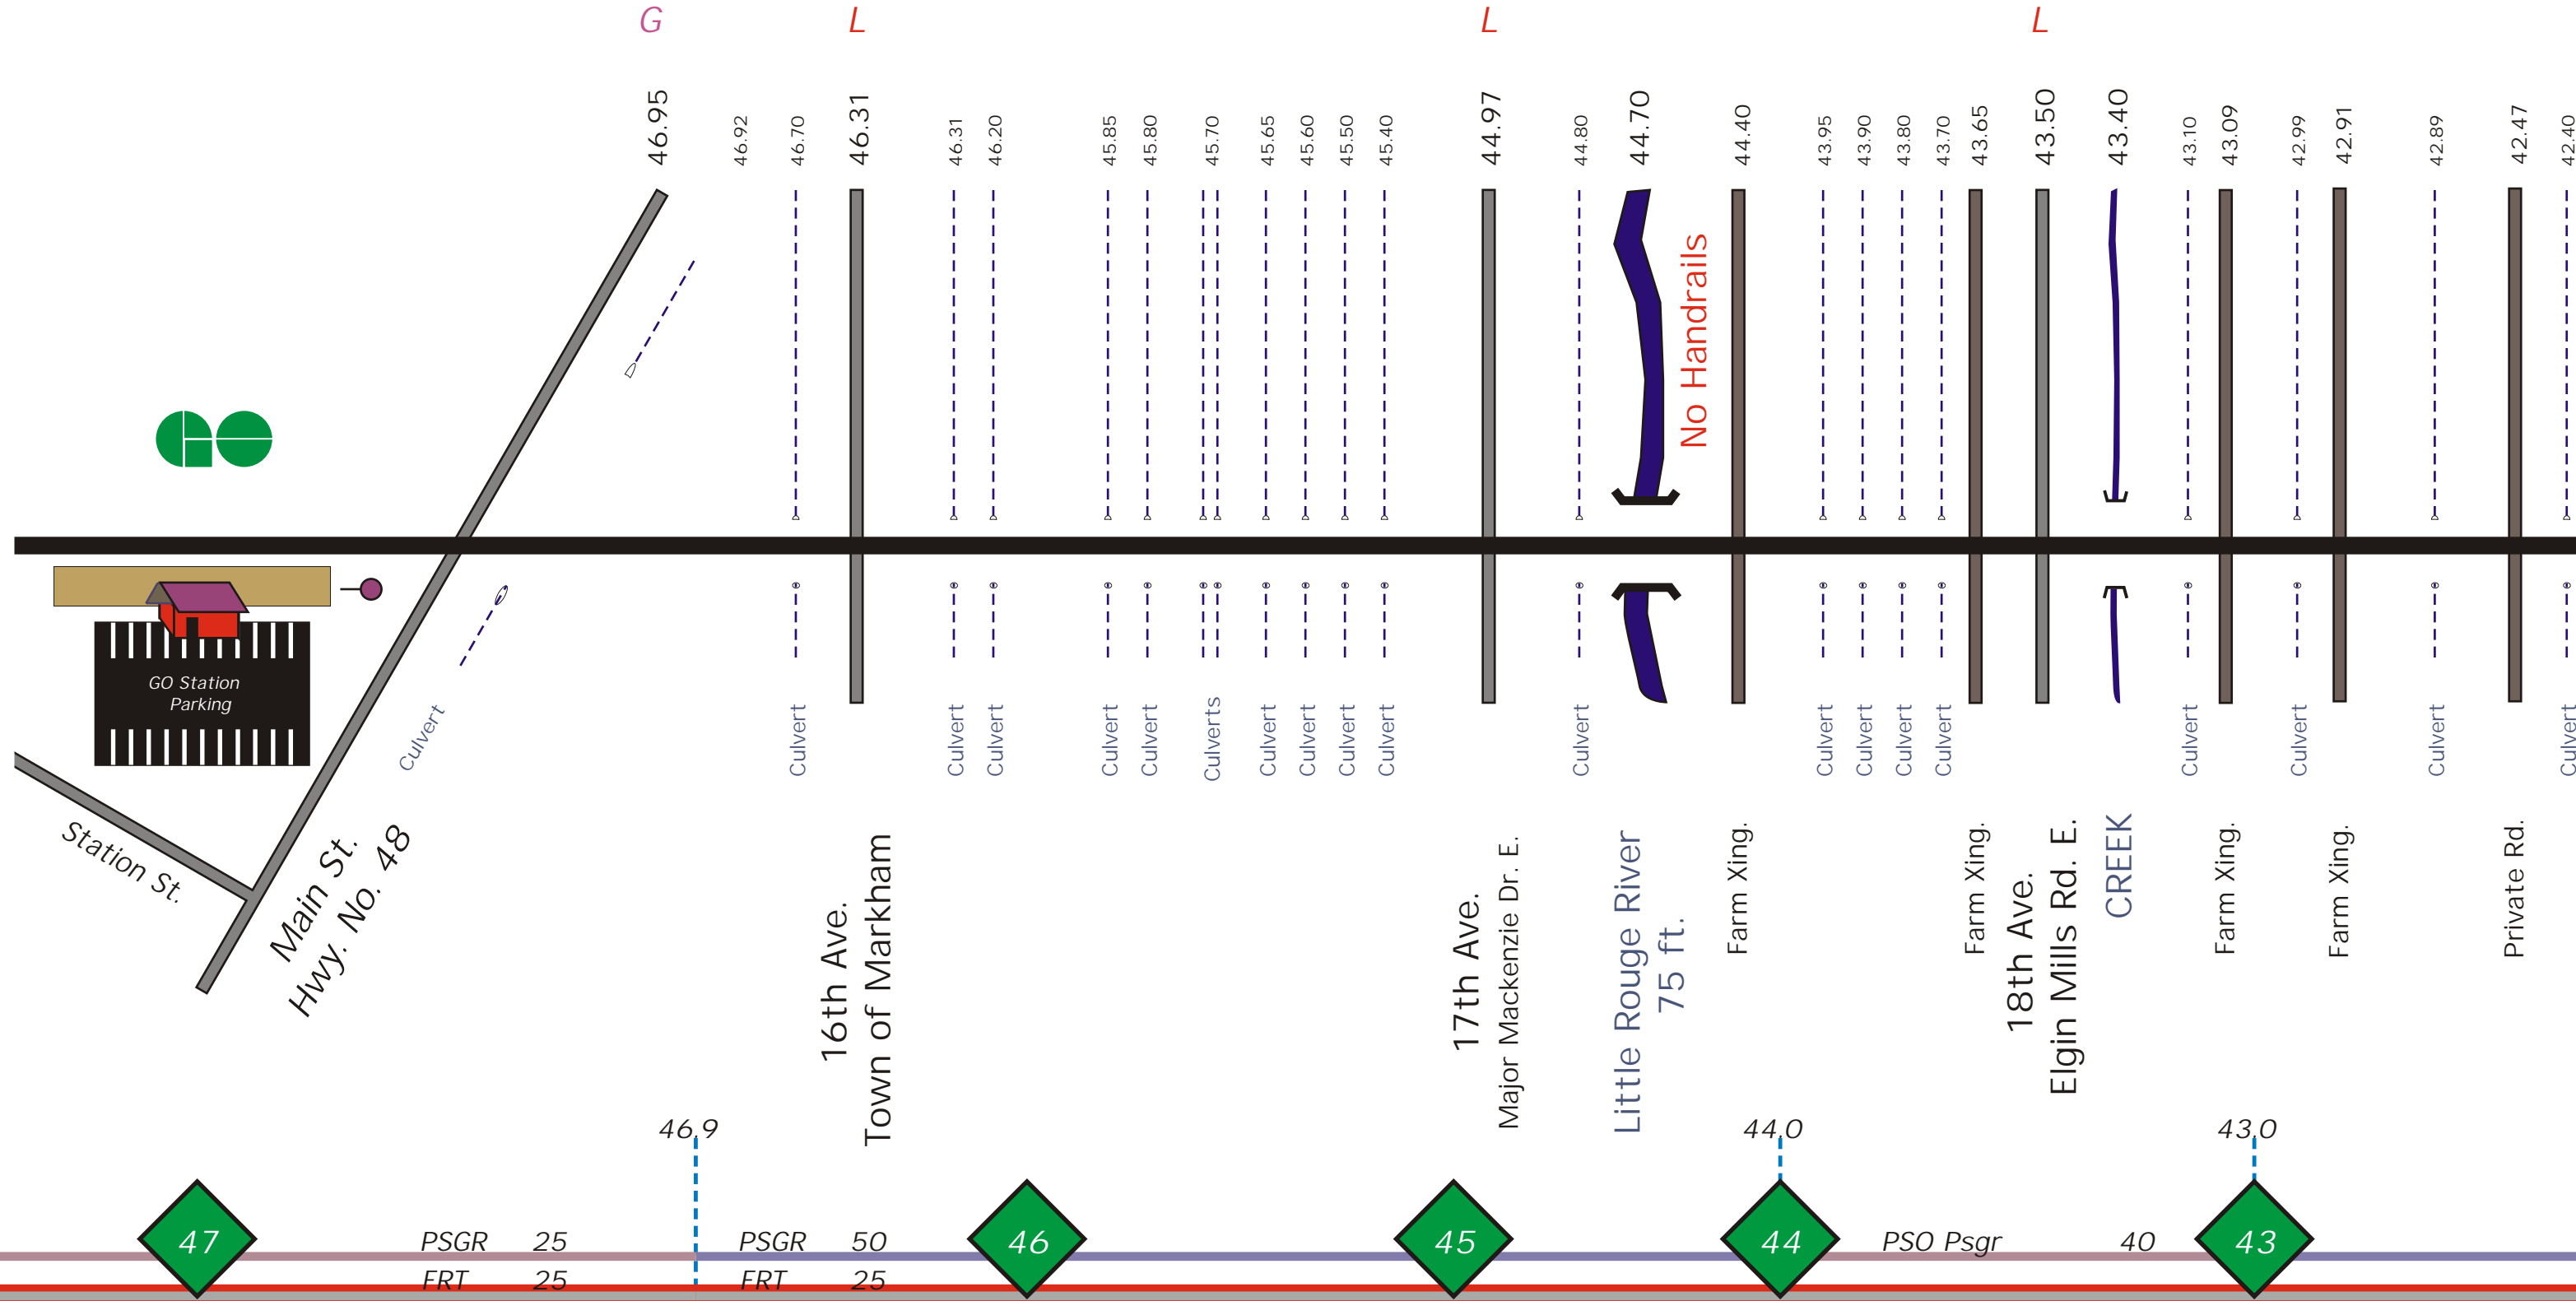 G
L
L
L
46.95
46.92
46.70
46.31
46.31
46.20
45.85
45.80
45.70
45.65
45.60
45.50
45.40
44.97
44.80
44.70
44.40
43.95
43.90
43.80
43.70
43.65
43.50
43.40
43.10
43.09
42.99
42.91
42.89
42.47
42.40
No Handrails
GO
GO Station
Parking
Culvert
Culvert
Culvert
Culvert
Culvert
Culvert
Culverts
Culvert
Culvert
Culvert
Culvert
Culvert
Culvert
Culvert
Culvert
Culvert
Culvert
Culvert
Culvert
Culvert
Station St.
Main St.
Hwy. No. 48
16th Ave.
Town of Markham
17th Ave.
Major Mackenzie Dr. E.
Little Rouge River
75 ft.
Farm Xing.
Farm Xing.
18th Ave.
Elgin Mills Rd. E.
CREEK
Farm Xing.
Farm Xing.
Private Rd.
46.9
44.0
43.0
47
PSGR 25
FRT 25
PSGR 50
FRT 25
46
45
44
PSO Psgr 40
43